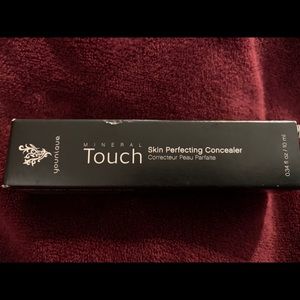 younique
MINERAL
Touch
Skin Perfecting Concealer
Correcteur Peau Parfaite
0.34 fl oz / 10 ml